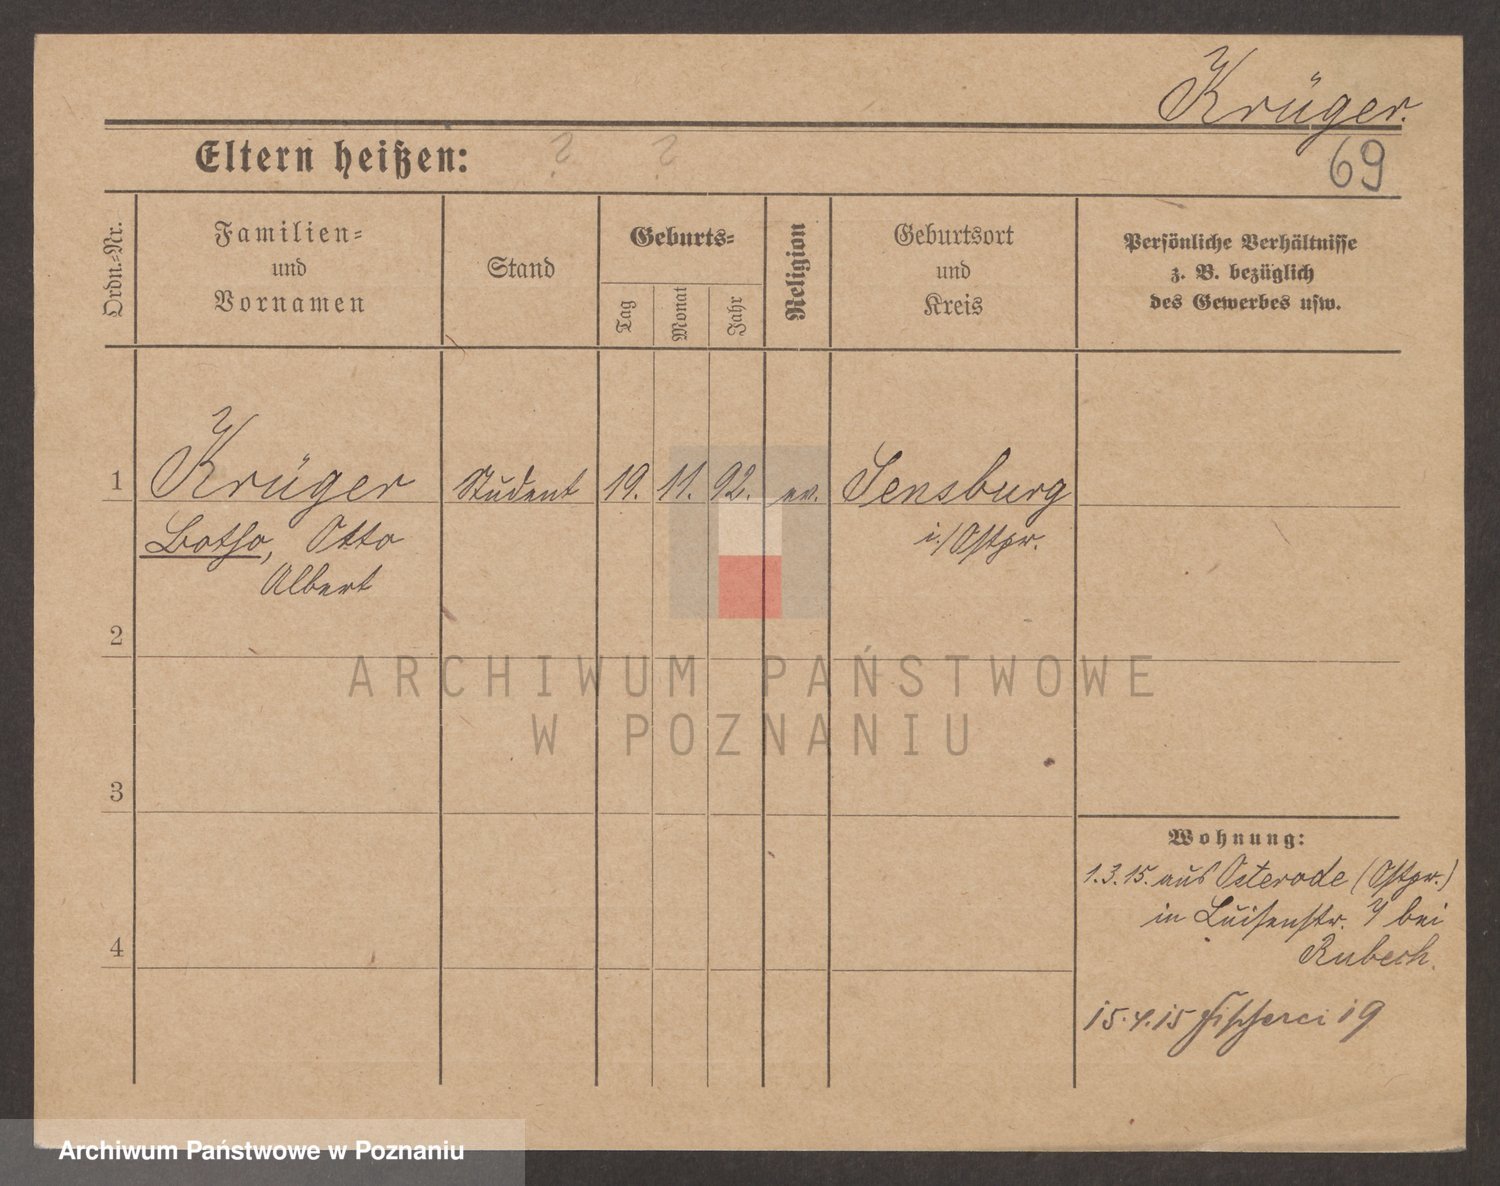 Krüger.
Eltern heißen: ? ?
69
Ordn.-Nr.
Familien-
und
Vornamen
Stand
Geburts-
Tag
Monat
Jahr
Religion
Geburtsort
und
Kreis
Persönliche Verhältnisse
z. B. bezüglich
des Gewerbes usw.
1 Krüger Student 19. 11. 92. ev. Sensburg
Botho, Otto i./Ostpr.
Albert
2
3
4
Wohnung:
1.3.15. aus Osterode (Ostpr.)
in Luisenstr. bei
Rubech.
15.4.15 Fischerei 19
ARCHIWUM PAŃSTWOWE
W POZNANIU
Archiwum Państwowe w Poznaniu